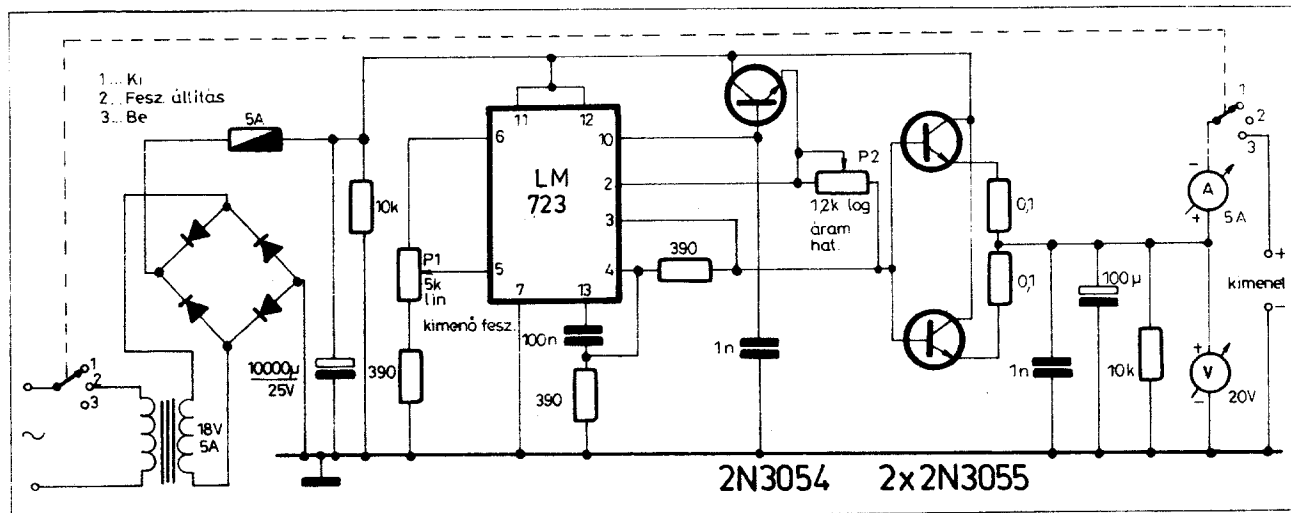 1... Ki
2... Fesz. állítás
3... Be
5A
10k
P1
5k
lin
kimenő fesz.
10000µ
25V
390
1
2
3
~
18V
5A
11
12
6
10
LM
723
2
3
5
4
7
13
100n
390
390
P2
1,2k log
áram
hat.
1n
0,1
0,1
1n
100µ
10k
1
2
3
-
A
+
5A
+
kimenet
-
+
V
-
20V
2N3054
2x2N3055